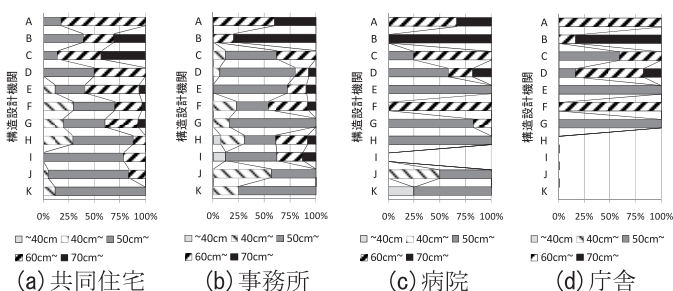 構造設計機関
A
B
C
D
E
F
G
H
I
J
K
0% 25% 50% 75% 100%
~40cm 40cm~ 50cm~
60cm~ 70cm~
(a)共同住宅
構造設計機関
A
B
C
D
E
F
G
H
I
J
K
0% 25% 50% 75% 100%
~40cm 40cm~ 50cm~
60cm~ 70cm~
(b)事務所
構造設計機関
A
B
C
D
E
F
G
H
I
J
K
0% 25% 50% 75% 100%
~40cm 40cm~ 50cm~
60cm~ 70cm~
(c)病院
構造設計機関
A
B
C
D
E
F
G
H
I
J
K
0% 25% 50% 75% 100%
~40cm 40cm~ 50cm~
60cm~ 70cm~
(d)庁舎